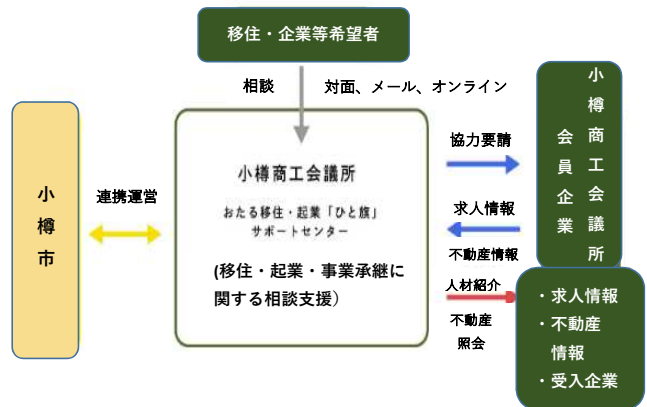 移住・企業等希望者
相談
対面、メール、オンライン
小樽市
連携運営
小樽商工会議所
おたる移住・起業「ひと旗」
サポートセンター
(移住・起業・事業承継に
関する相談支援）
協力要請
求人情報
不動産情報
人材紹介
不動産
照会
小樽商工会議所
会員企業
・求人情報
・不動産
情報
・受入企業